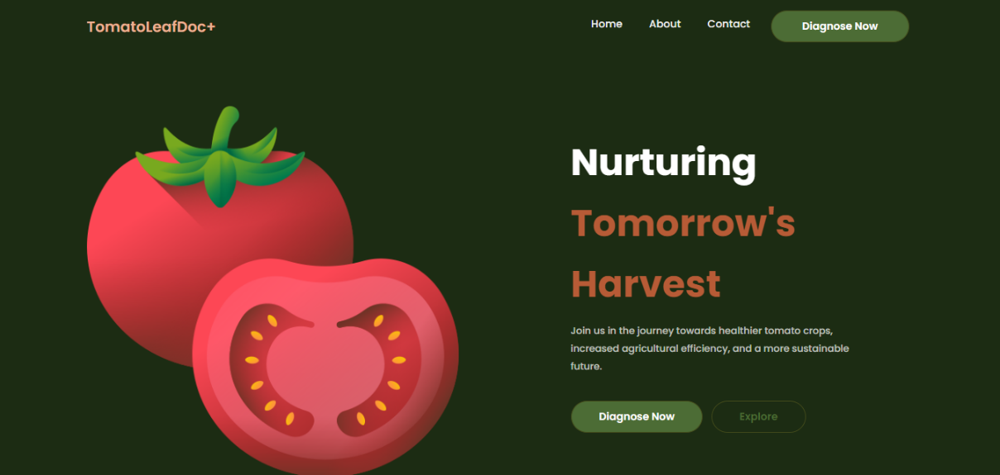 TomatoLeafDoc+
Home
About
Contact
Diagnose Now
Nurturing
Tomorrow's
Harvest
Join us in the journey towards healthier tomato crops,
increased agricultural efficiency, and a more sustainable
future.
Diagnose Now
Explore